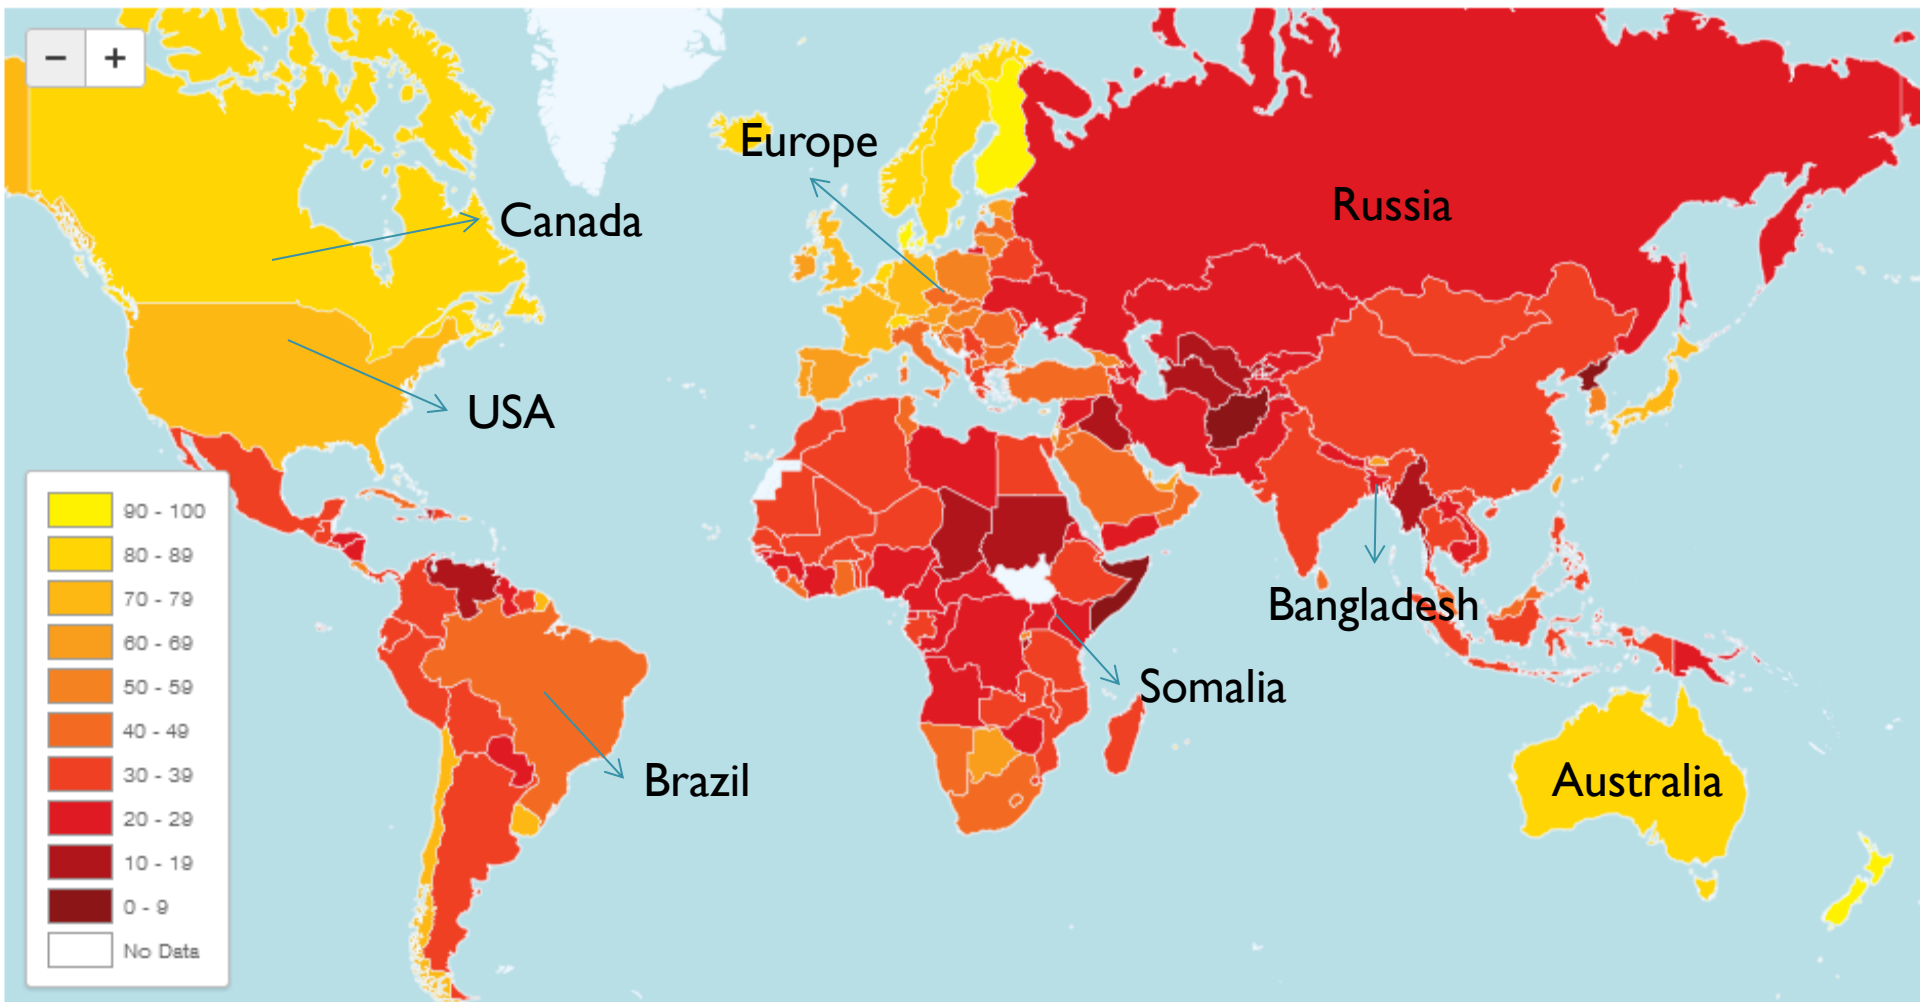 − +
Europe
Canada
Russia
USA
90 - 100
80 - 89
70 - 79
60 - 69
50 - 59
40 - 49
30 - 39
20 - 29
10 - 19
0 - 9
No Data
Bangladesh
Somalia
Brazil
Australia